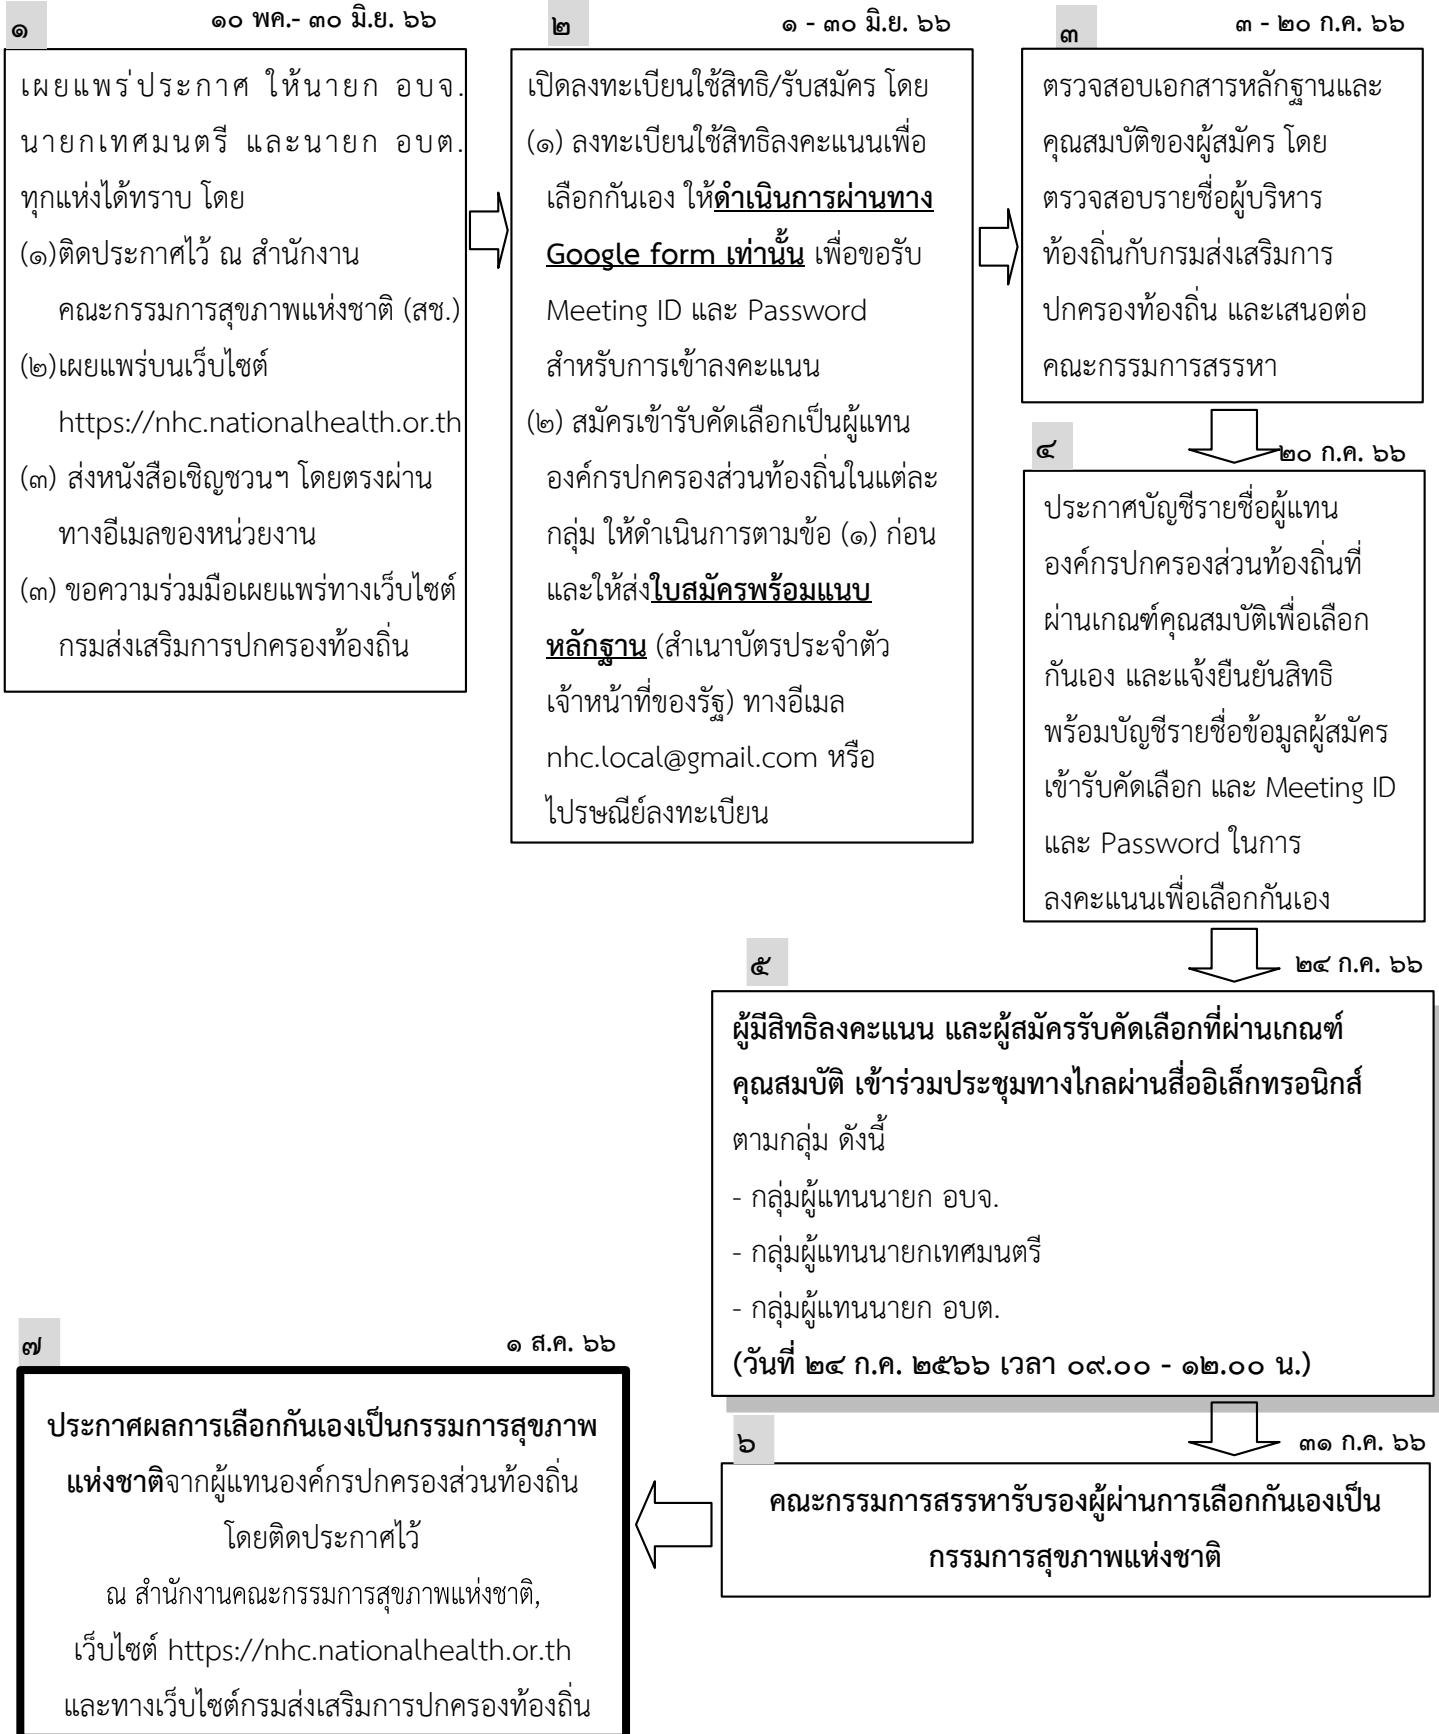 ๑
๑๐ พค.- ๓๐ มิ.ย. ๖๖
เผยแพร่ประกาศ ให้นายก อบจ.
นายกเทศมนตรี และนายก อบต.
ทุกแห่งได้ทราบ โดย
(๑)ติดประกาศไว้ ณ สำนักงาน
คณะกรรมการสุขภาพแห่งชาติ (สช.)
(๒)เผยแพร่บนเว็บไซต์
https://nhc.nationalhealth.or.th
(๓) ส่งหนังสือเชิญชวนฯ โดยตรงผ่าน
ทางอีเมลของหน่วยงาน
(๓) ขอความร่วมมือเผยแพร่ทางเว็บไซต์
กรมส่งเสริมการปกครองท้องถิ่น
๒
๑ - ๓๐ มิ.ย. ๖๖
เปิดลงทะเบียนใช้สิทธิ/รับสมัคร โดย
(๑) ลงทะเบียนใช้สิทธิลงคะแนนเพื่อ
เลือกกันเอง ให้ดำเนินการผ่านทาง
Google form เท่านั้น เพื่อขอรับ
Meeting ID และ Password
สำหรับการเข้าลงคะแนน
(๒) สมัครเข้ารับคัดเลือกเป็นผู้แทน
องค์กรปกครองส่วนท้องถิ่นในแต่ละ
กลุ่ม ให้ดำเนินการตามข้อ (๑) ก่อน
และให้ส่งใบสมัครพร้อมแนบ
หลักฐาน (สำเนาบัตรประจำตัว
เจ้าหน้าที่ของรัฐ) ทางอีเมล
nhc.local@gmail.com หรือ
ไปรษณีย์ลงทะเบียน
๓
๓ - ๒๐ ก.ค. ๖๖
ตรวจสอบเอกสารหลักฐานและ
คุณสมบัติของผู้สมัคร โดย
ตรวจสอบรายชื่อผู้บริหาร
ท้องถิ่นกับกรมส่งเสริมการ
ปกครองท้องถิ่น และเสนอต่อ
คณะกรรมการสรรหา
๔
๒๐ ก.ค. ๖๖
ประกาศบัญชีรายชื่อผู้แทน
องค์กรปกครองส่วนท้องถิ่นที่
ผ่านเกณฑ์คุณสมบัติเพื่อเลือก
กันเอง และแจ้งยืนยันสิทธิ
พร้อมบัญชีรายชื่อข้อมูลผู้สมัคร
เข้ารับคัดเลือก และ Meeting ID
และ Password ในการ
ลงคะแนนเพื่อเลือกกันเอง
๕
๒๔ ก.ค. ๖๖
ผู้มีสิทธิลงคะแนน และผู้สมัครรับคัดเลือกที่ผ่านเกณฑ์
คุณสมบัติ เข้าร่วมประชุมทางไกลผ่านสื่ออิเล็กทรอนิกส์
ตามกลุ่ม ดังนี้
- กลุ่มผู้แทนนายก อบจ.
- กลุ่มผู้แทนนายกเทศมนตรี
- กลุ่มผู้แทนนายก อบต.
(วันที่ ๒๔ ก.ค. ๒๕๖๖ เวลา ๐๙.๐๐ - ๑๒.๐๐ น.)
๖
๓๑ ก.ค. ๖๖
คณะกรรมการสรรหารับรองผู้ผ่านการเลือกกันเองเป็น
กรรมการสุขภาพแห่งชาติ
๗
๑ ส.ค. ๖๖
ประกาศผลการเลือกกันเองเป็นกรรมการสุขภาพ
แห่งชาติจากผู้แทนองค์กรปกครองส่วนท้องถิ่น
โดยติดประกาศไว้
ณ สำนักงานคณะกรรมการสุขภาพแห่งชาติ,
เว็บไซต์ https://nhc.nationalhealth.or.th
และทางเว็บไซต์กรมส่งเสริมการปกครองท้องถิ่น